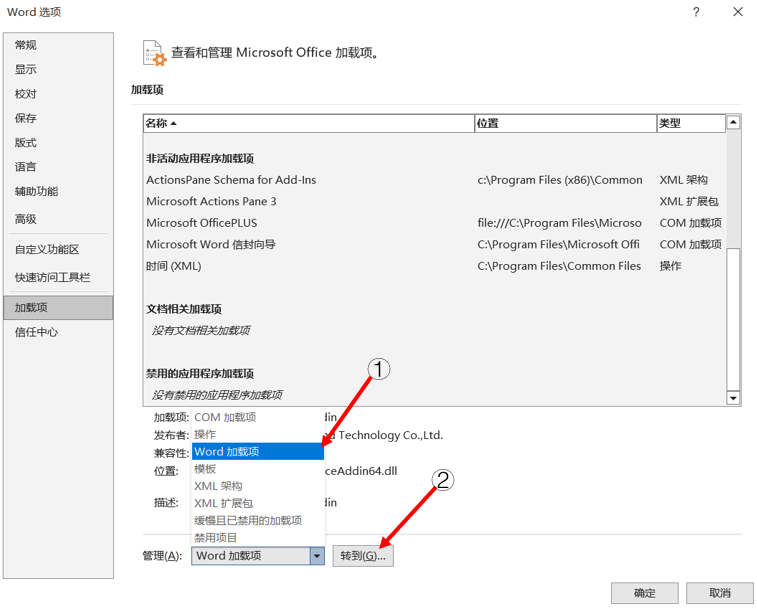 Word 选项
?
常规
显示
校对
保存
版式
语言
辅助功能
高级
自定义功能区
快速访问工具栏
加载项
信任中心
查看和管理 Microsoft Office 加载项。
加载项
名称 位置 类型
非活动应用程序加载项
ActionsPane Schema for Add-Ins c:\Program Files (x86)\Common XML 架构
Microsoft Actions Pane 3 XML 扩展包
Microsoft OfficePLUS file:///C:\Program Files\Microso COM 加载项
Microsoft Word 信封向导 C:\Program Files\Microsoft Offi COM 加载项
时间 (XML) C:\Program Files\Common Files 操作
文档相关加载项
没有文档相关加载项
禁用的应用程序加载项
没有禁用的应用程序加载项
①
加载项: din
发布者: Technology Co.,Ltd.
兼容性:
位置: ceAddin64.dll
描述: din
COM 加载项
操作
Word 加载项
模板
XML 架构
XML 扩展包
缓慢且已禁用的加载项
禁用项目
②
管理(A): Word 加载项 转到(G)...
确定 取消